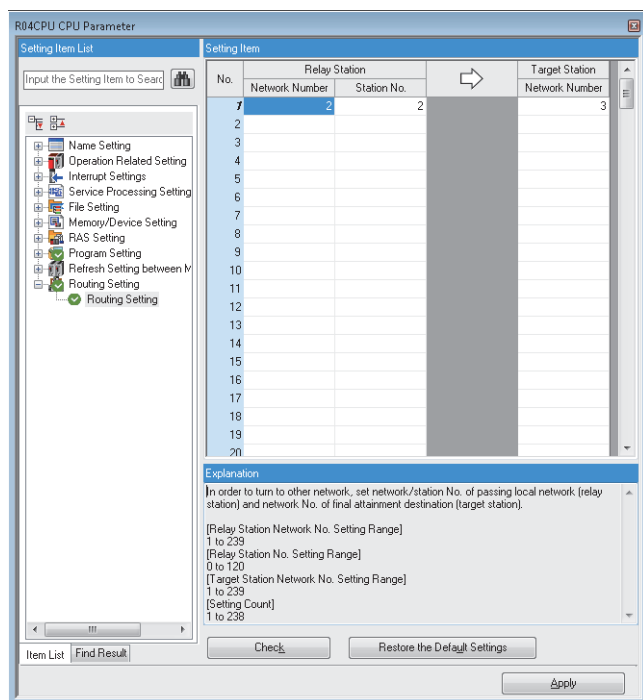 R04CPU CPU Parameter
Setting Item List
Setting Item
Input the Setting Item to Searc
Name Setting
Operation Related Setting
Interrupt Settings
Service Processing Setting
File Setting
Memory/Device Setting
RAS Setting
Program Setting
Refresh Setting between M
Routing Setting
Routing Setting
Item List
Find Result
No.
Relay Station
Target Station
Network Number
Station No.
Network Number
1 2 2 3
2
3
4
5
6
7
8
9
10
11
12
13
14
15
16
17
18
19
20
Explanation
In order to turn to other network, set network/station No. of passing local network (relay
station) and network No. of final attainment destination (target station).
[Relay Station Network No. Setting Range]
1 to 239
[Relay Station No. Setting Range]
0 to 120
[Target Station Network No. Setting Range]
1 to 239
[Setting Count]
1 to 238
Check
Restore the Default Settings
Apply